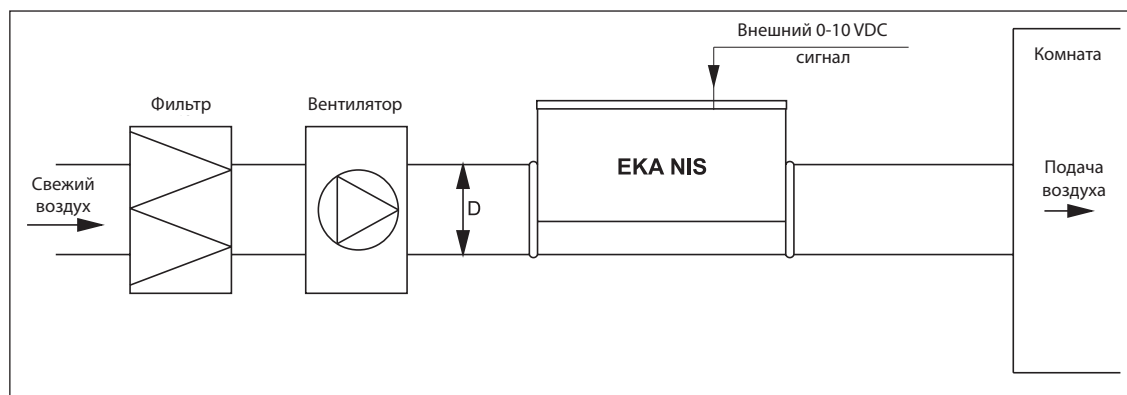 Внешний 0-10 VDC
сигнал
Комната
Фильтр
Вентилятор
EKA NIS
Свежий
воздух
D
Подача
воздуха